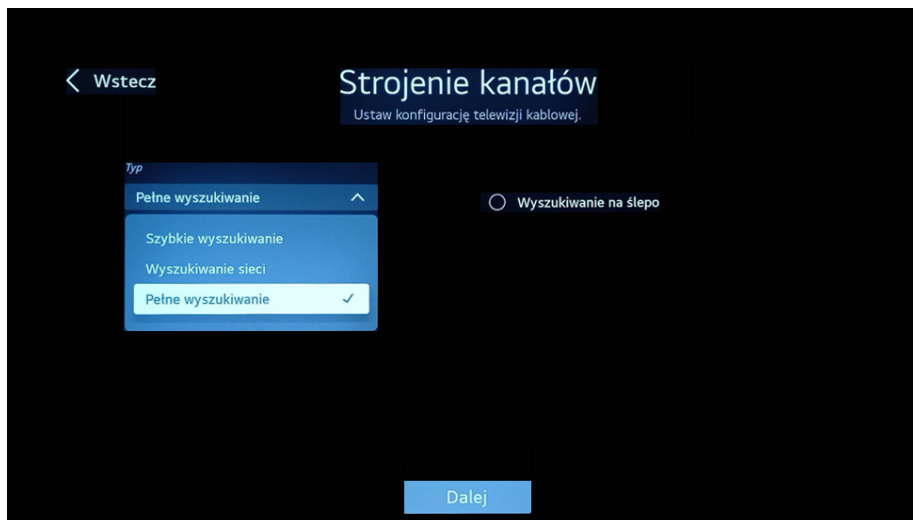 Wstecz
Strojenie kanałów
Ustaw konfigurację telewizji kablowej.
Typ
Pełne wyszukiwanie
Wyszukiwanie na ślepo
Szybkie wyszukiwanie
Wyszukiwanie sieci
Pełne wyszukiwanie
Dalej